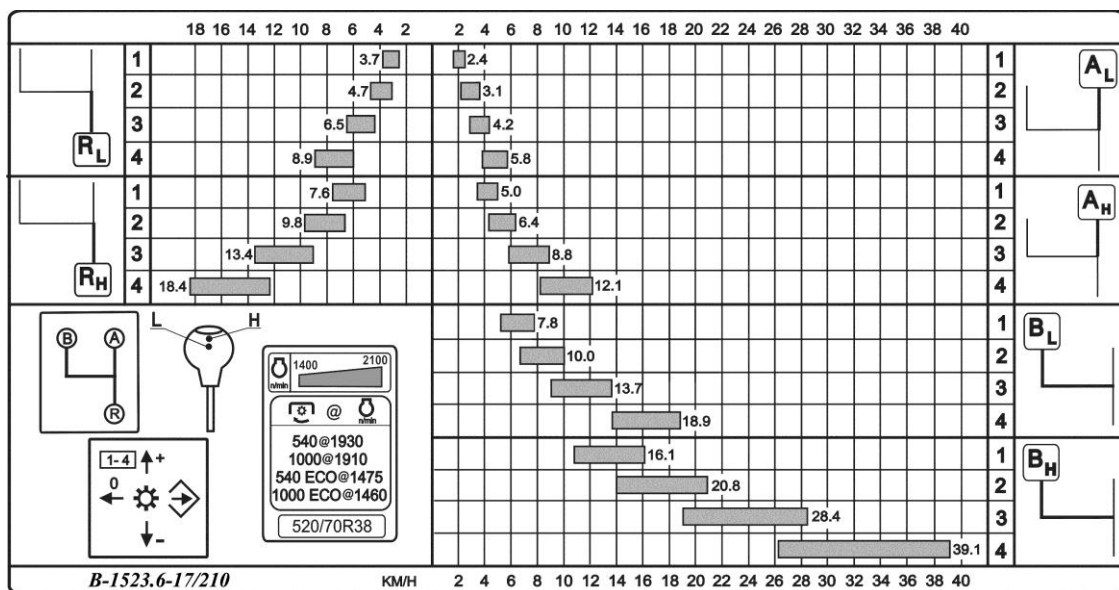 18 16 14 12 10 8 6 4 2 2 4 6 8 10 12 14 16 18 20 22 24 26 28 30 32 34 36 38 40
1 3.7 2.4 1
2 4.7 3.1 2
3 6.5 4.2 3
4 8.9 5.8 4
RL
AL
1 7.6 5.0 1
2 9.8 6.4 2
3 13.4 8.8 3
4 18.4 12.1 4
RH
AH
B A
R
L H
1400 2100
n/min
@ n/min
540@1930
1000@1910
540 ECO@1475
1000 ECO@1460
520/70R38
1-4 +
0
-
7.8 1
10.0 2
13.7 3
18.9 4
BL
16.1 1
20.8 2
28.4 3
39.1 4
BH
B-1523.6-17/210
KM/H 2 4 6 8 10 12 14 16 18 20 22 24 26 28 30 32 34 36 38 40